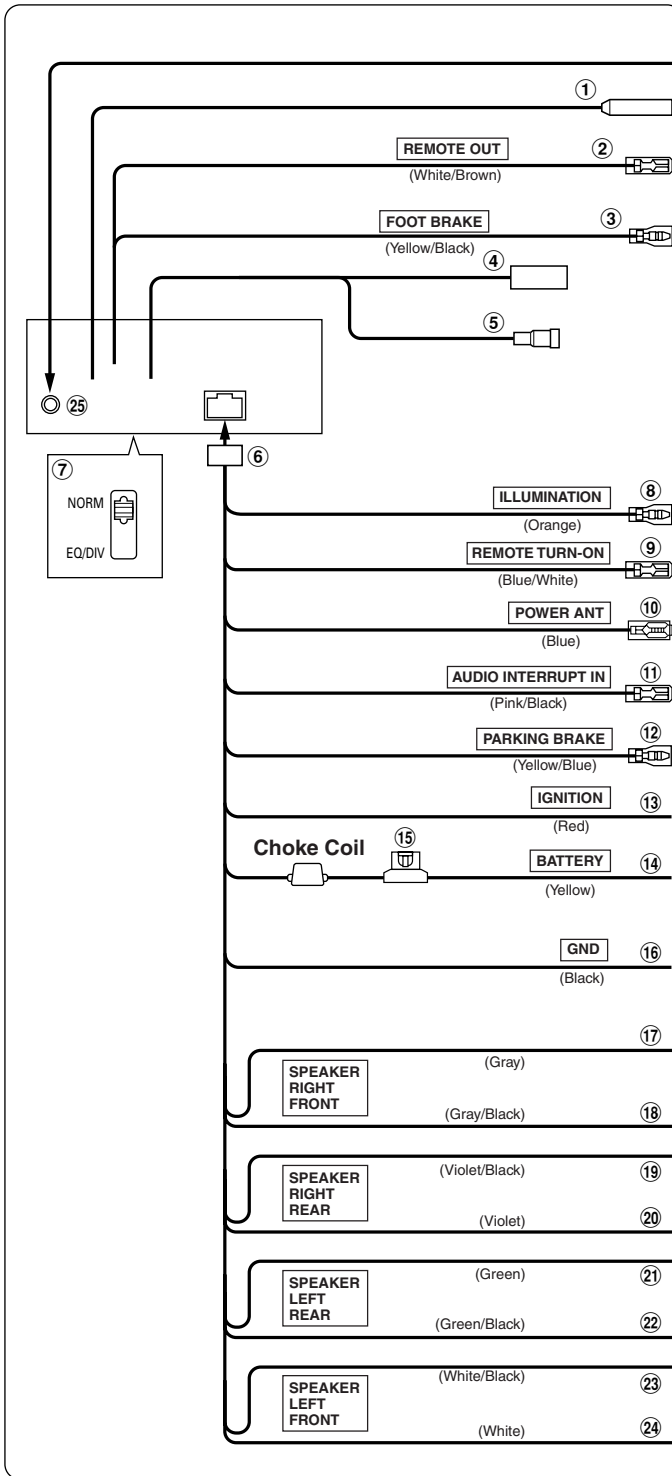 ①
REMOTE OUT ②
(White/Brown)
FOOT BRAKE ③
(Yellow/Black)
④
⑤
㉕
⑥
⑦
NORM
EQ/DIV
ILLUMINATION ⑧
(Orange)
REMOTE TURN-ON ⑨
(Blue/White)
POWER ANT ⑩
(Blue)
AUDIO INTERRUPT IN ⑪
(Pink/Black)
PARKING BRAKE ⑫
(Yellow/Blue)
IGNITION ⑬
(Red)
Choke Coil ⑮
BATTERY ⑭
(Yellow)
GND ⑯
(Black)
⑰
(Gray)
SPEAKER
RIGHT
FRONT
(Gray/Black) ⑱
(Violet/Black) ⑲
SPEAKER
RIGHT
REAR
(Violet) ⑳
(Green) ㉑
SPEAKER
LEFT
REAR
(Green/Black) ㉒
(White/Black) ㉓
SPEAKER
LEFT
FRONT
(White) ㉔